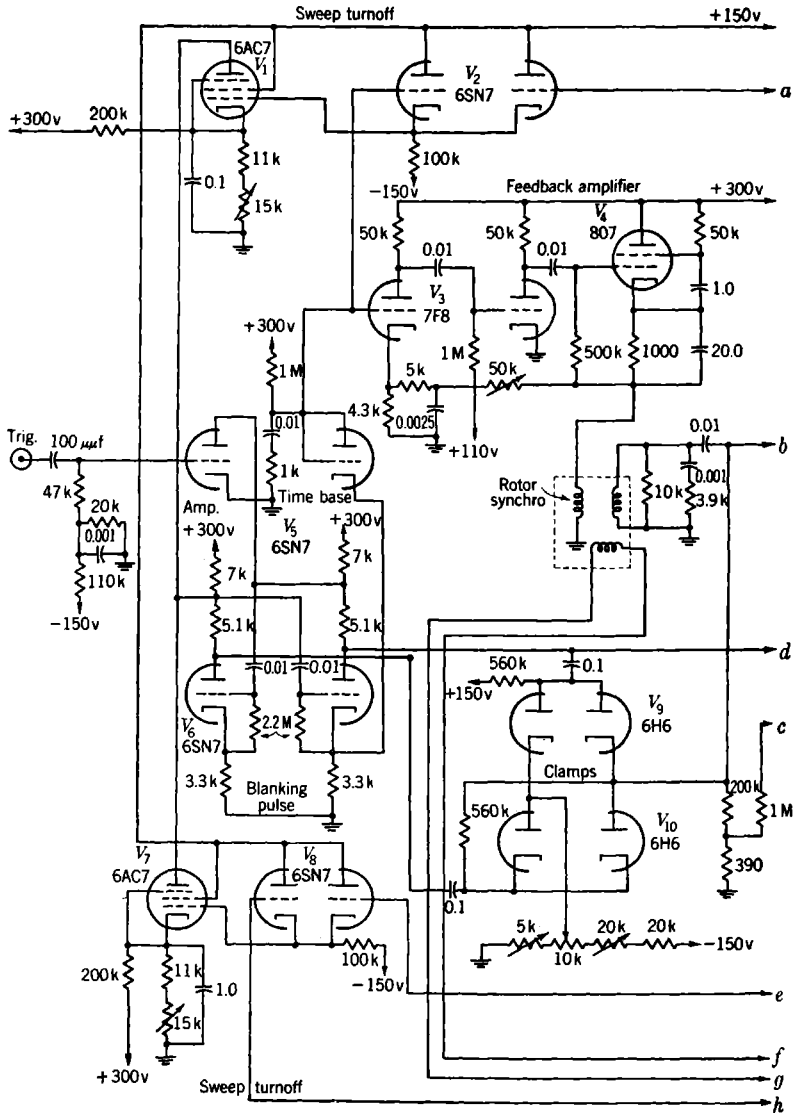 Sweep turnoff
+150v
6AC7
V1
V2
6SN7
a
200k
+300v
11k
0.1
15k
100k
−150v
Feedback amplifier
+300v
V4
807
50k
50k
50k
0.01
0.01
V3
7F8
1.0
+300v
1M
1M
500k
1000
20.0
5k
50k
4.3k
0.0025
+110v
0.01
1k
Trig.
100 μμf
47k
20k
0.001
110k
−150v
Amp.
Time base
V5
6SN7
+300v
+300v
7k
7k
5.1k
5.1k
0.01
0.01
0.01
b
Rotor
synchro
10k
0.001
3.9k
d
560k
0.1
+150v
V9
6H6
c
V6
6SN7
2.2M
3.3k
3.3k
Blanking
pulse
Clamps
560k
200k
1M
V10
6H6
390
0.1
V7
6AC7
V8
6SN7
5k
10k
20k
20k
−150v
200k
11k
1.0
15k
100k
−150v
e
+300v
f
g
Sweep turnoff
h